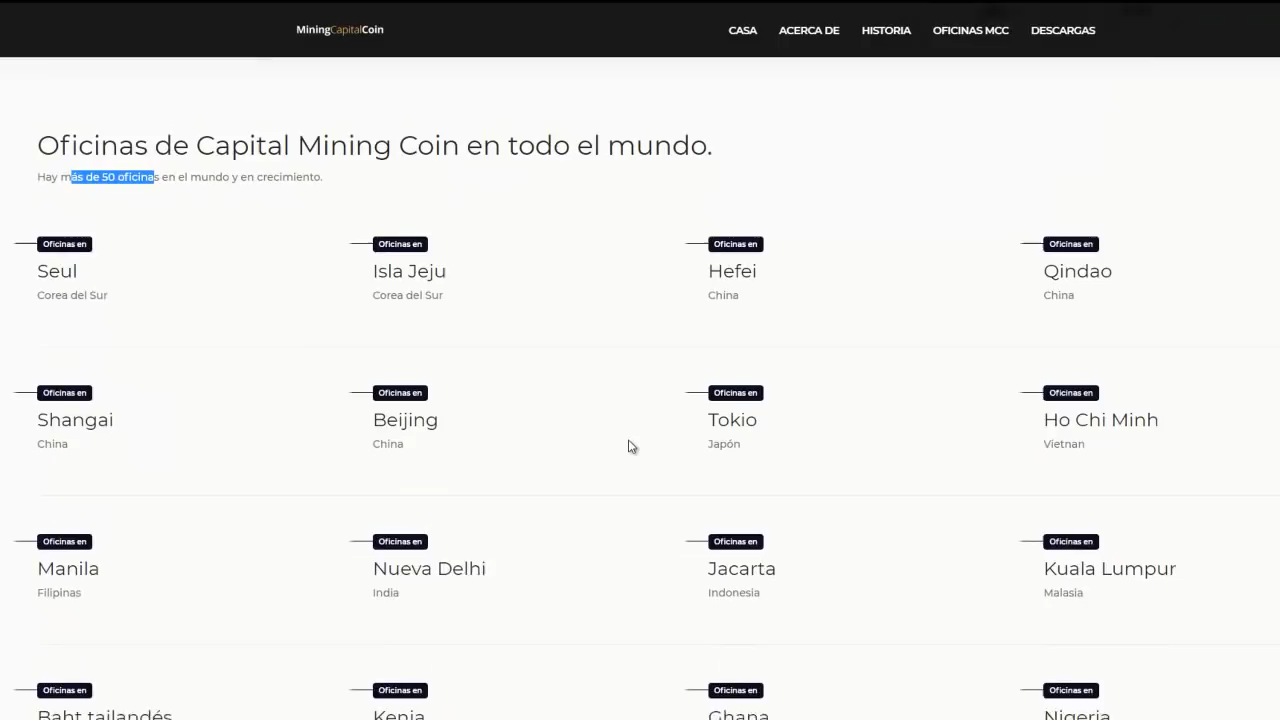 MiningCapitalCoin
CASA ACERCA DE HISTORIA OFICINAS MCC DESCARGAS
Oficinas de Capital Mining Coin en todo el mundo.
Hay más de 50 oficinas en el mundo y en crecimiento.
Oficinas en Oficinas en Oficinas en Oficinas en
Seul Isla Jeju Hefei Qindao
Corea del Sur Corea del Sur China China
Oficinas en Oficinas en Oficinas en Oficinas en
Shangai Beijing Tokio Ho Chi Minh
China China Japón Vietnan
Oficinas en Oficinas en Oficinas en Oficinas en
Manila Nueva Delhi Jacarta Kuala Lumpur
Filipinas India Indonesia Malasia
Oficinas en Oficinas en Oficinas en Oficinas en
Baht tailandés Kenia Ghana Nigeria